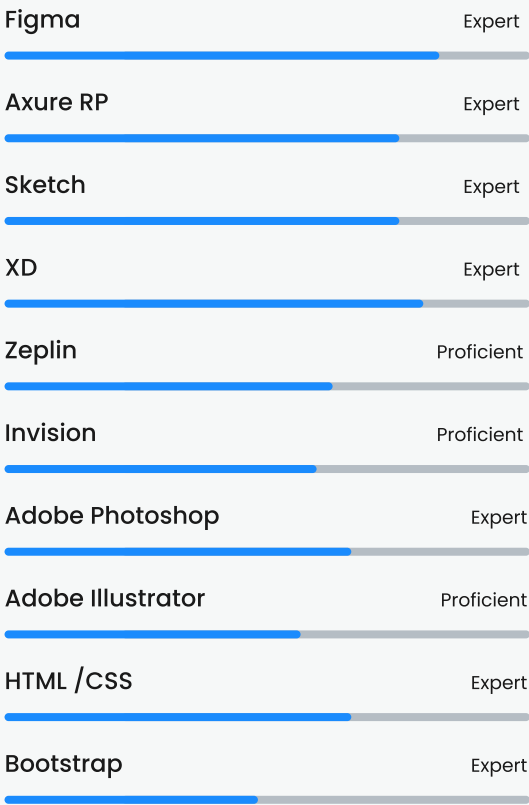 Figma Expert
Axure RP Expert
Sketch Expert
XD Expert
Zeplin Proficient
Invision Proficient
Adobe Photoshop Expert
Adobe Illustrator Proficient
HTML /CSS Expert
Bootstrap Expert